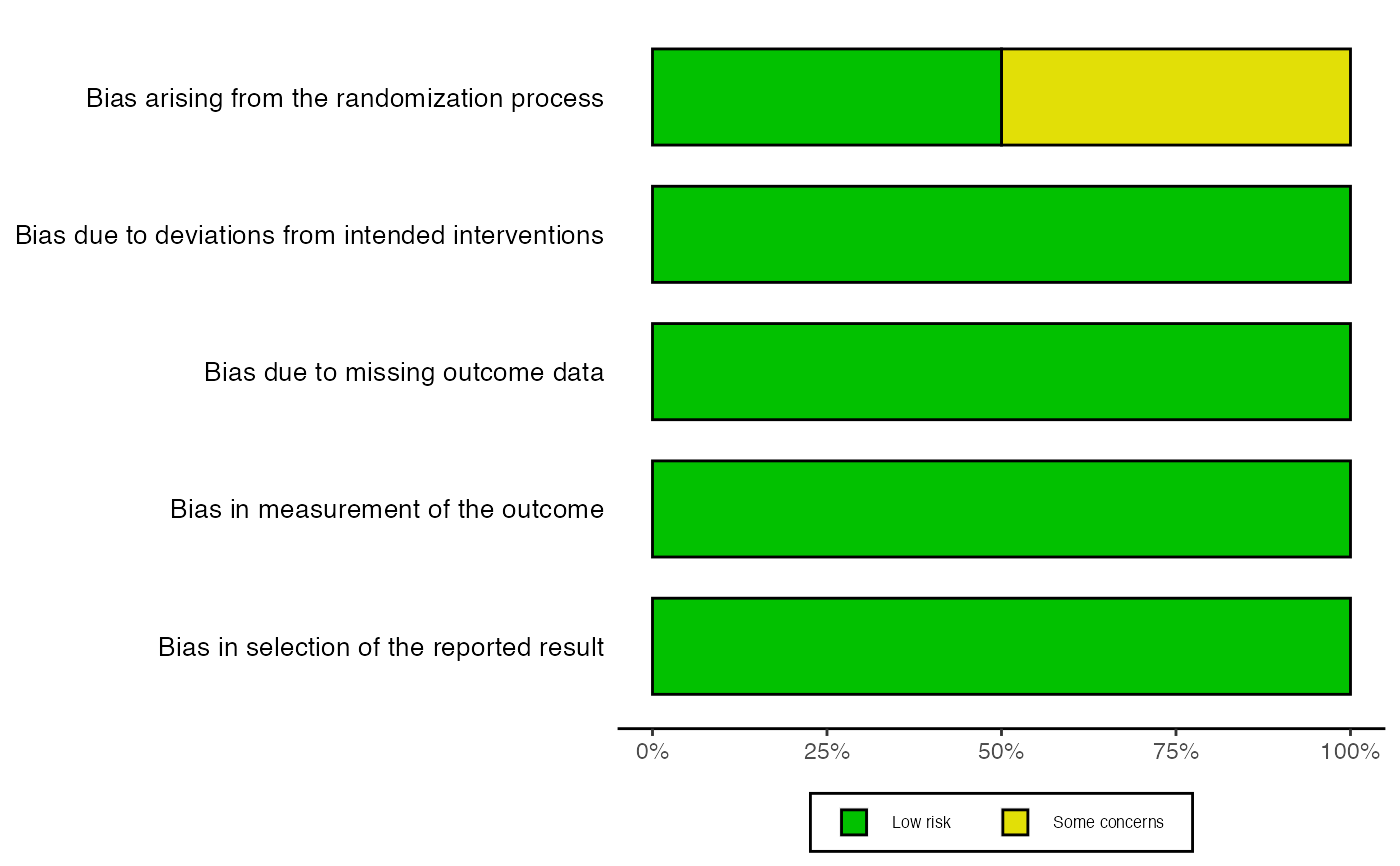 Bias arising from the randomization process
Bias due to deviations from intended interventions
Bias due to missing outcome data
Bias in measurement of the outcome
Bias in selection of the reported result
0% 25% 50% 75% 100%
Low risk Some concerns